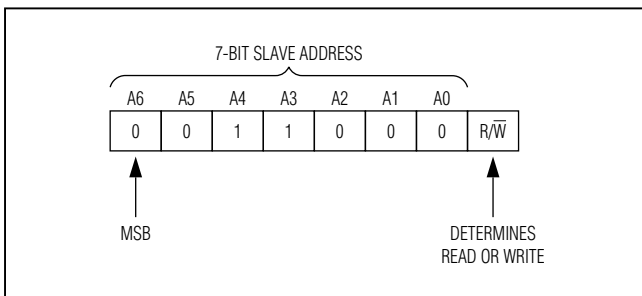 7-BIT SLAVE ADDRESS
A6 A5 A4 A3 A2 A1 A0
0 0 1 1 0 0 0 R/W̅
MSB
DETERMINES
READ OR WRITE